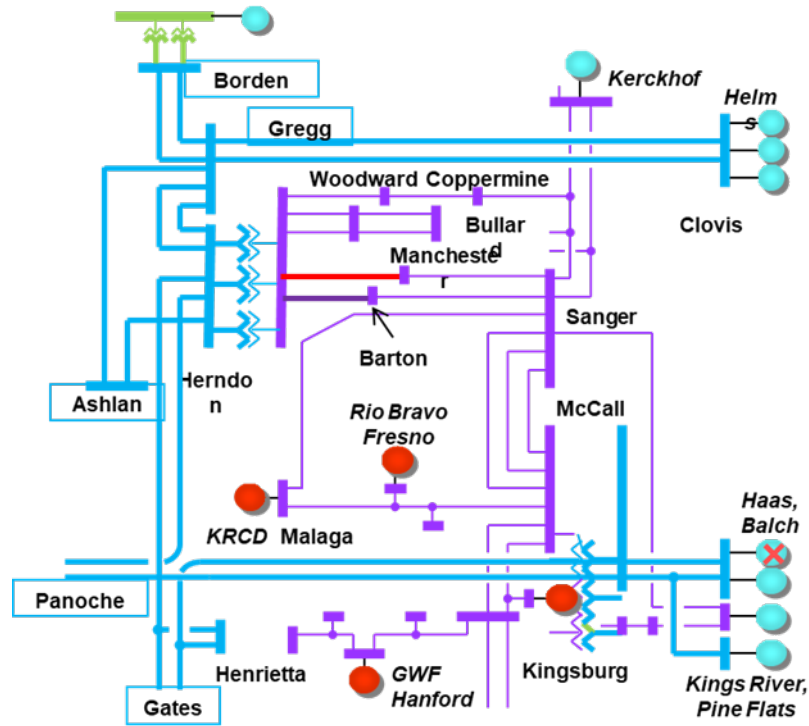 Borden
Kerckhof
Helm
s
Gregg
Woodward Coppermine
Bullar
d
Clovis
Mancheste
r
Sanger
Barton
Herndo
n
Ashlan
McCall
Rio Bravo
Fresno
Haas,
Balch
KRCD Malaga
Panoche
Henrietta
GWF
Hanford
Kingsburg
Kings River,
Pine Flats
Gates